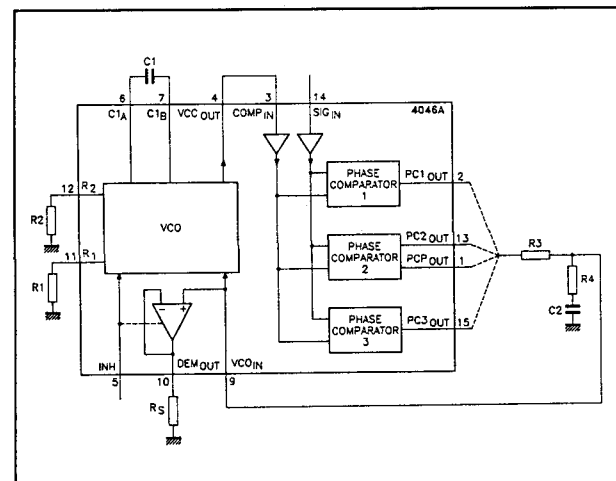 C1
6 7 4 3 14
C1A C1B VCC OUT COMP IN SIG IN 4046A
PHASE COMPARATOR 1
PC1 OUT 2
12 R2
R2
VCO
11 R1
R1
PHASE COMPARATOR 2
PC2 OUT 13
PCP OUT 1
R3
R4
C2
- +
PHASE COMPARATOR 3
PC3 OUT 15
INH DEM OUT VCO IN
5 10 9
RS